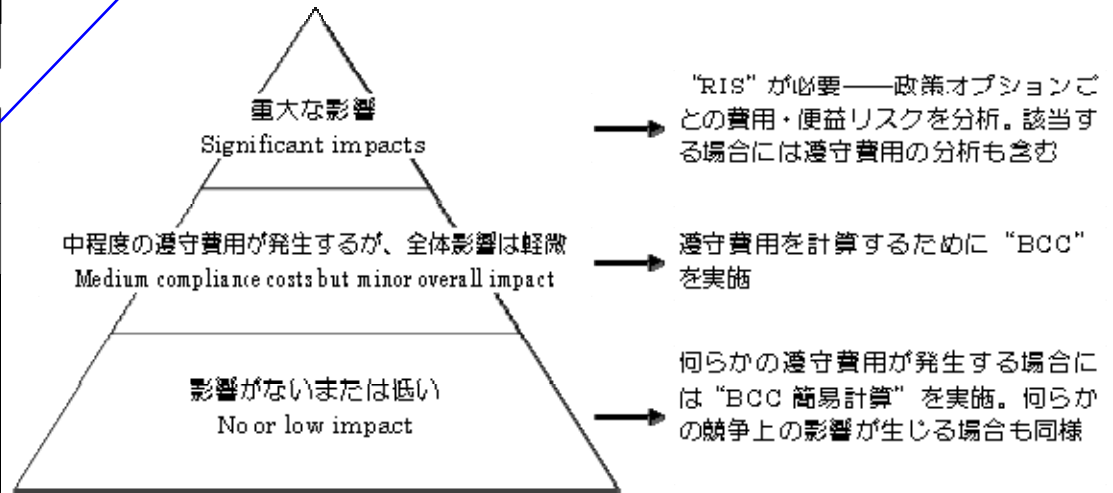 重大な影響
Significant impacts
“RIS”が必要——政策オプションご
との費用・便益リスクを分析。該当す
る場合には遵守費用の分析も含む
中程度の遵守費用が発生するが、全体影響は軽微
Medium compliance costs but minor overall impact
遵守費用を計算するために“BCC”
を実施
影響がないまたは低い
No or low impact
何らかの遵守費用が発生する場合に
は“BCC 簡易計算”を実施。何らか
の競争上の影響が生じる場合も同様